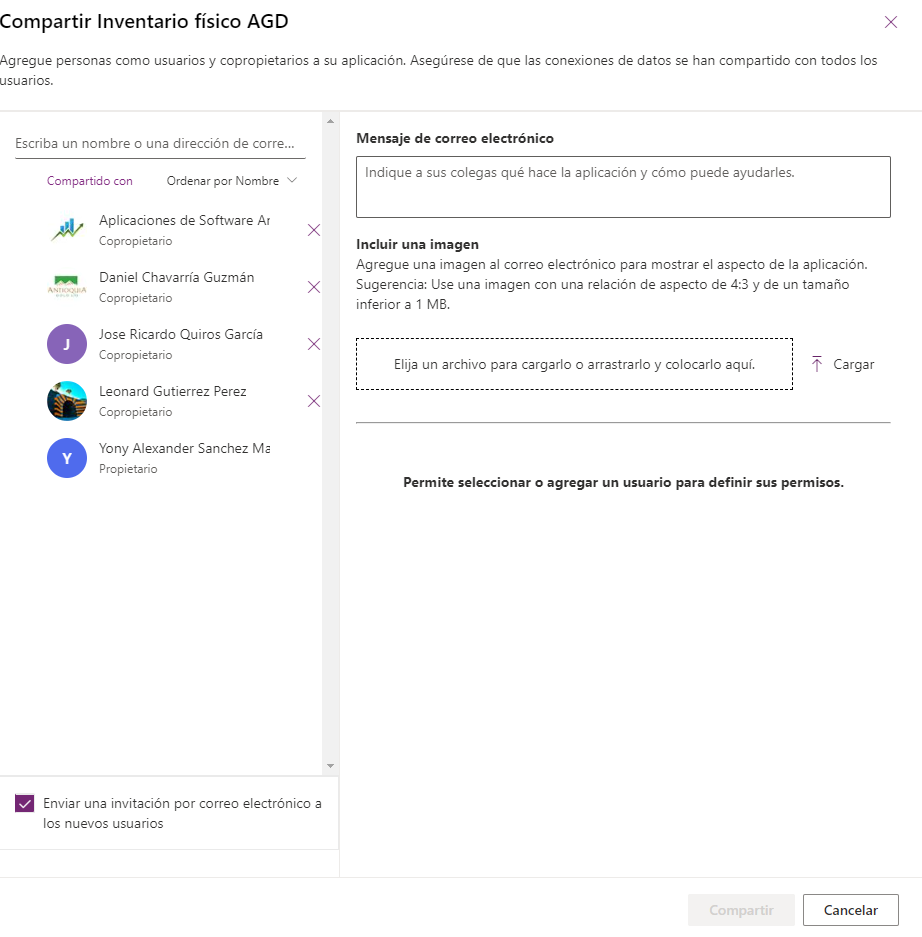 Compartir Inventario físico AGD
Agregue personas como usuarios y copropietarios a su aplicación. Asegúrese de que las conexiones de datos se han compartido con todos los
usuarios.
Escriba un nombre o una dirección de corre...
Compartido con
Ordenar por Nombre
Aplicaciones de Software Ar
Copropietario
ANTIOQUIA
Daniel Chavarría Guzmán
Copropietario
J
Jose Ricardo Quiros García
Copropietario
Leonard Gutierrez Perez
Copropietario
Y
Yony Alexander Sanchez Ma
Propietario
Enviar una invitación por correo electrónico a
los nuevos usuarios
Mensaje de correo electrónico
Indique a sus colegas qué hace la aplicación y cómo puede ayudarles.
Incluir una imagen
Agregue una imagen al correo electrónico para mostrar el aspecto de la aplicación.
Sugerencia: Use una imagen con una relación de aspecto de 4:3 y de un tamaño
inferior a 1 MB.
Elija un archivo para cargarlo o arrastrarlo y colocarlo aquí.
Cargar
Permite seleccionar o agregar un usuario para definir sus permisos.
Compartir
Cancelar